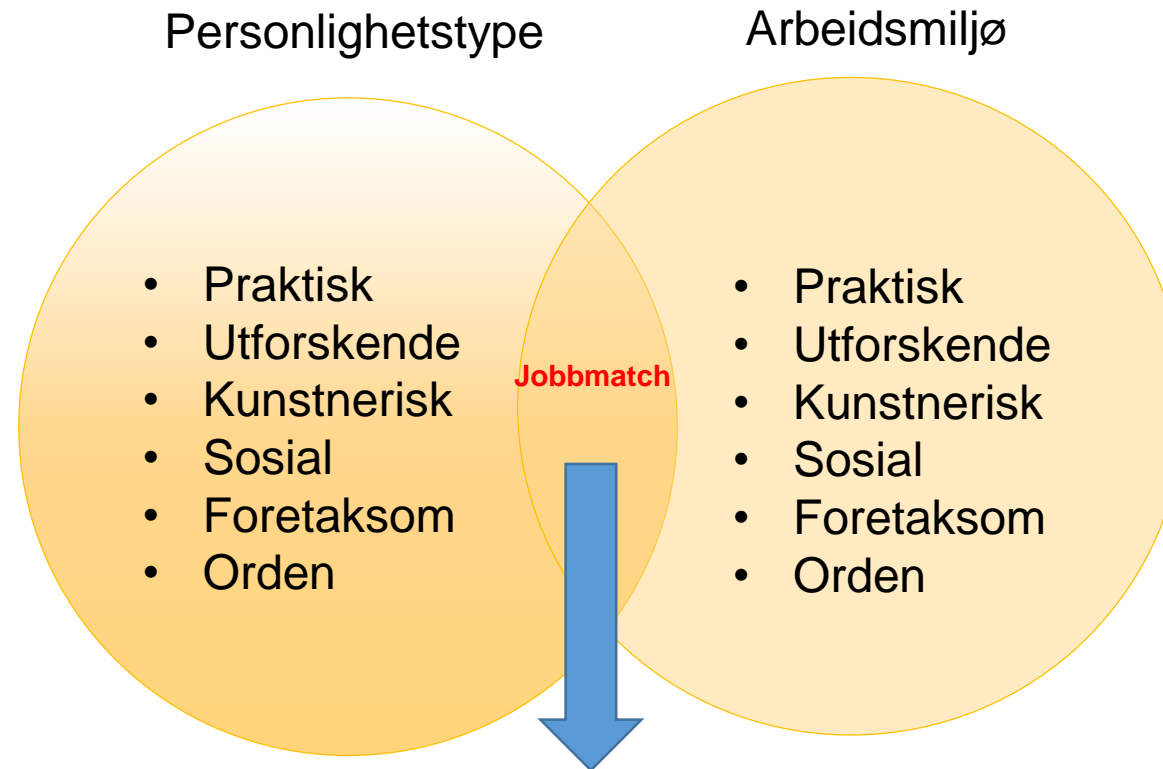 Personlighetstype
Arbeidsmiljø
• Praktisk
• Utforskende
• Kunstnerisk
• Sosial
• Foretaksom
• Orden
Jobbmatch
• Praktisk
• Utforskende
• Kunstnerisk
• Sosial
• Foretaksom
• Orden